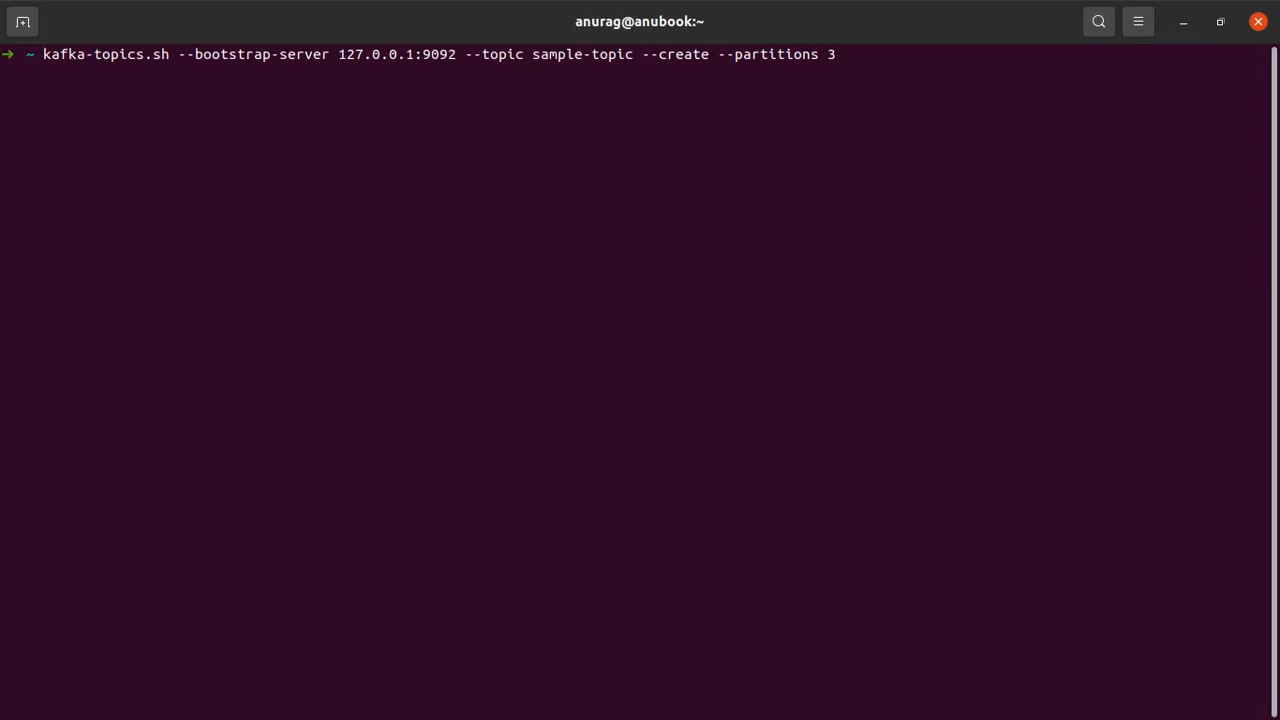 anurag@anubook:~
➜ ~ kafka-topics.sh --bootstrap-server 127.0.0.1:9092 --topic sample-topic --create --partitions 3